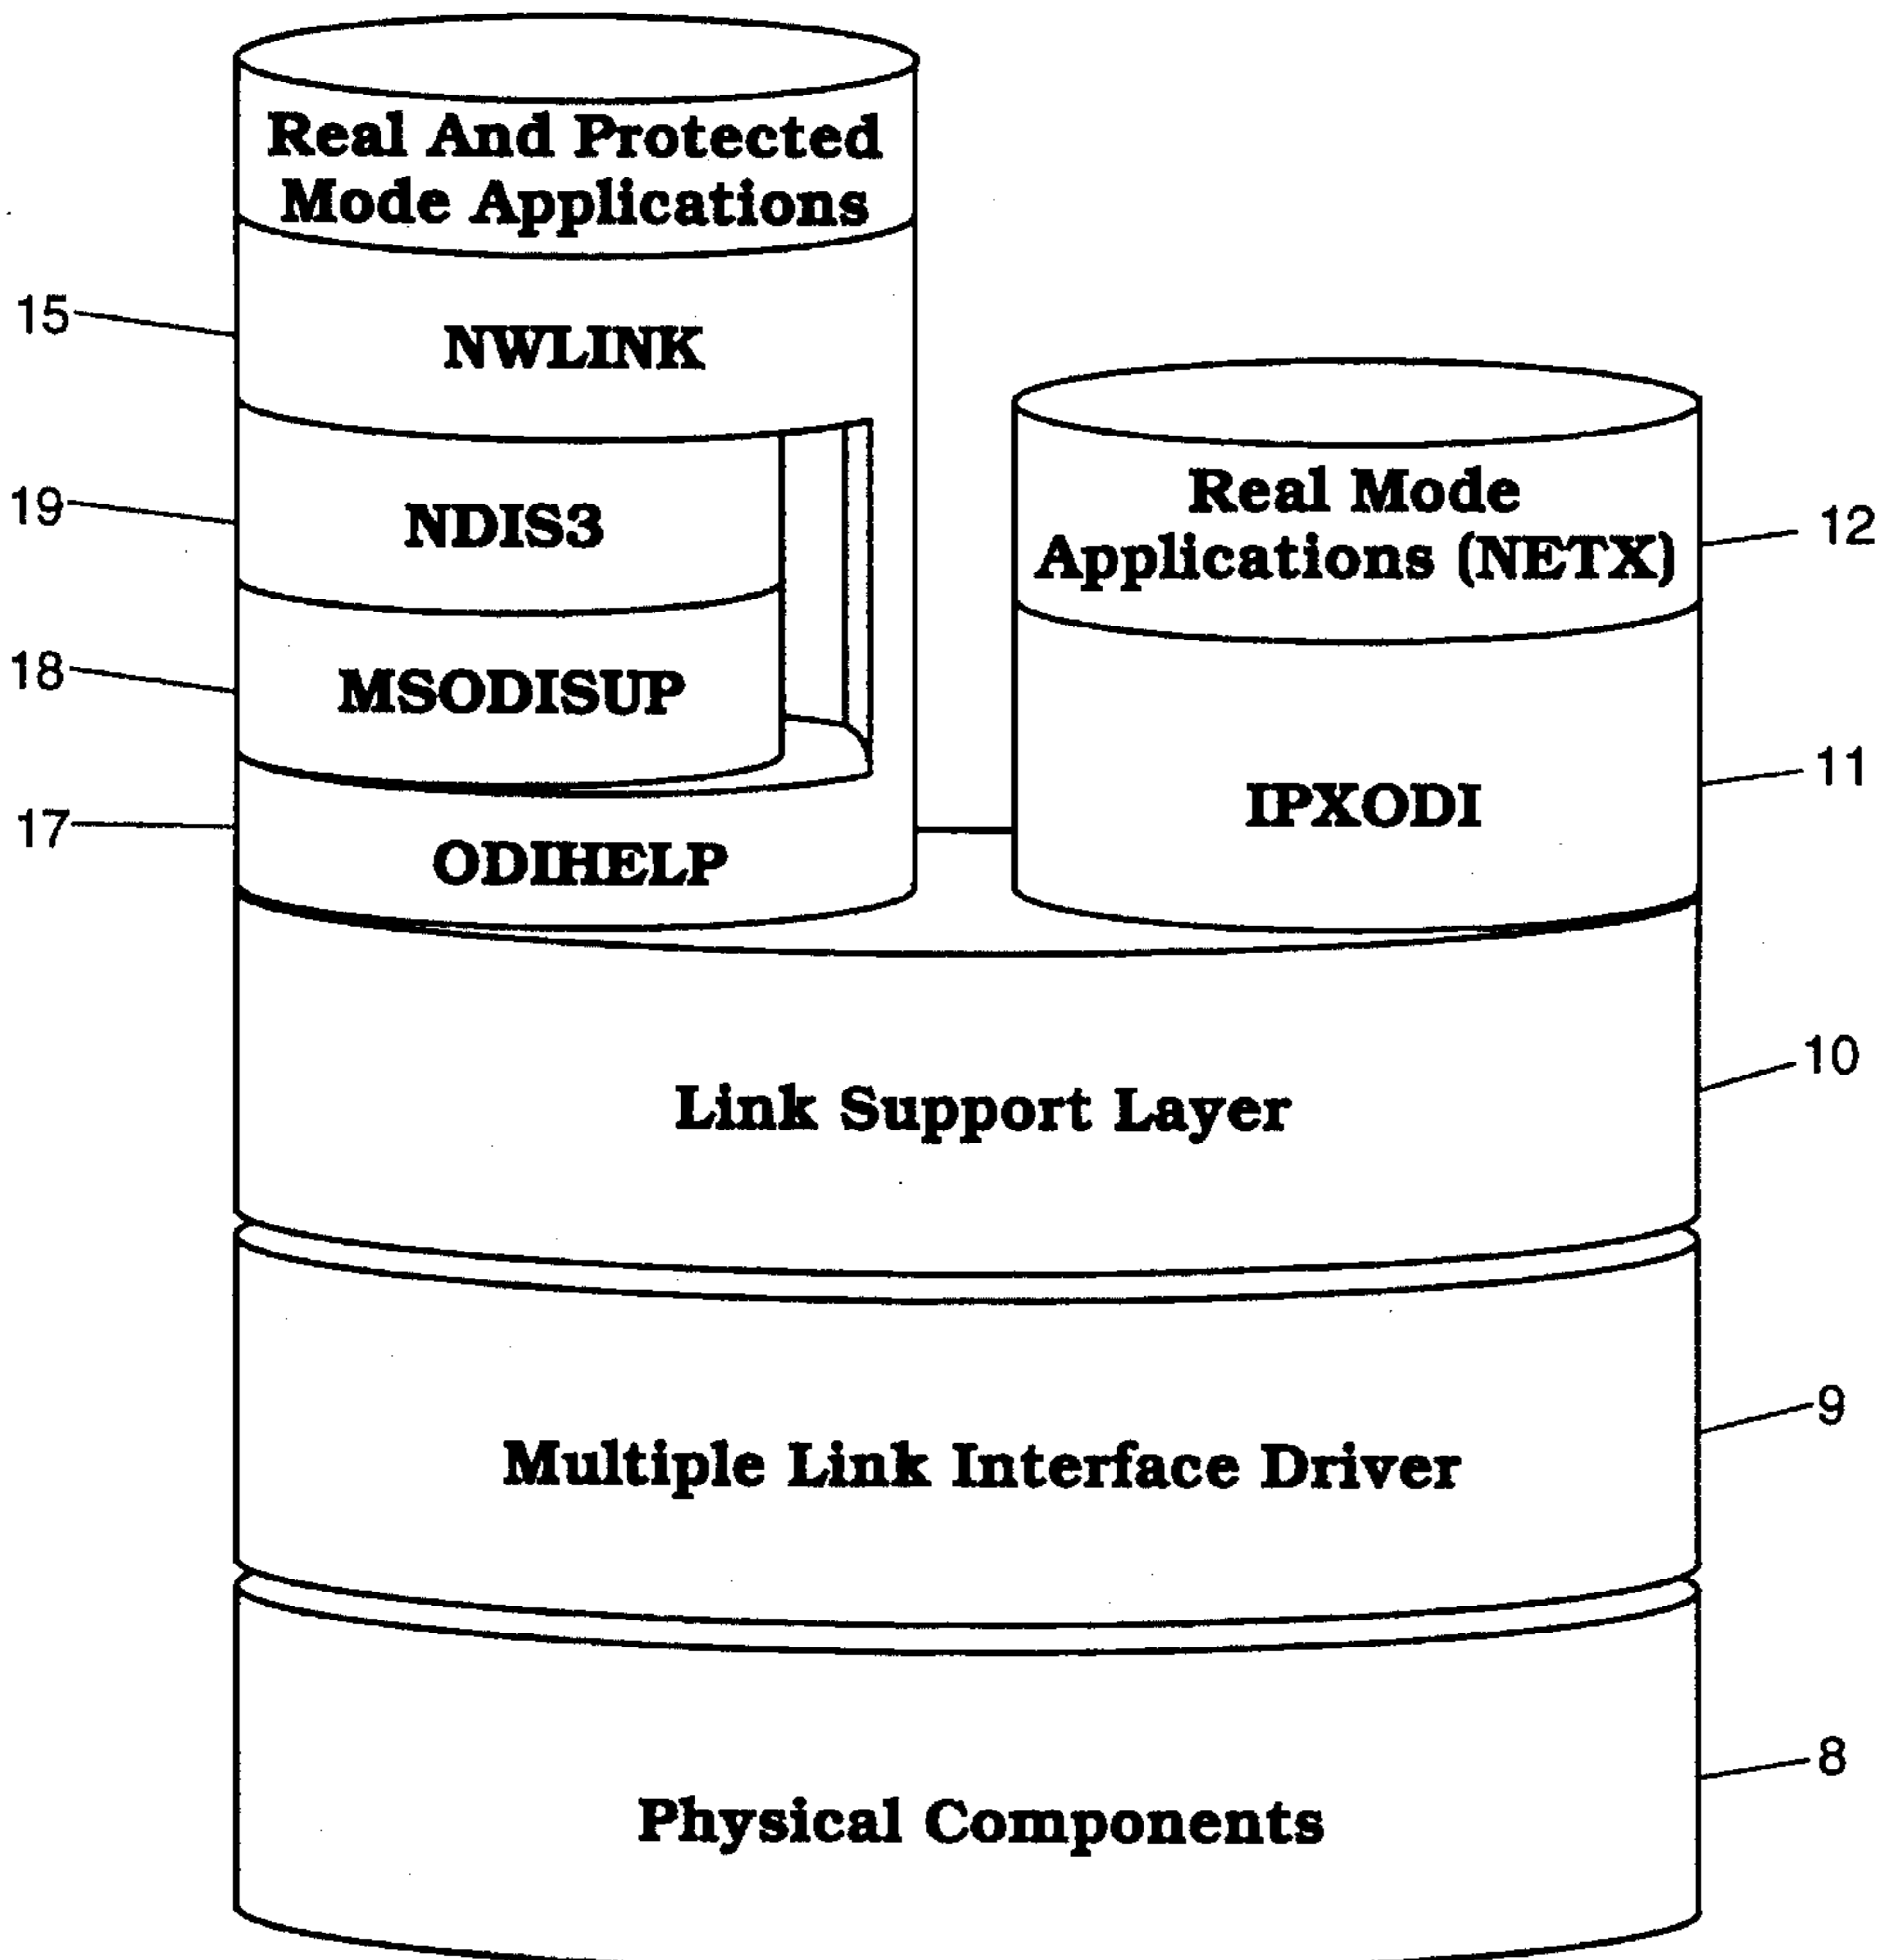 Real And Protected
Mode Applications
15
NWLINK
19
NDIS3
Real Mode
Applications (NETX)
12
18
MSODISUP
11
IPXODI
17
ODIHELP
10
Link Support Layer
9
Multiple Link Interface Driver
8
Physical Components